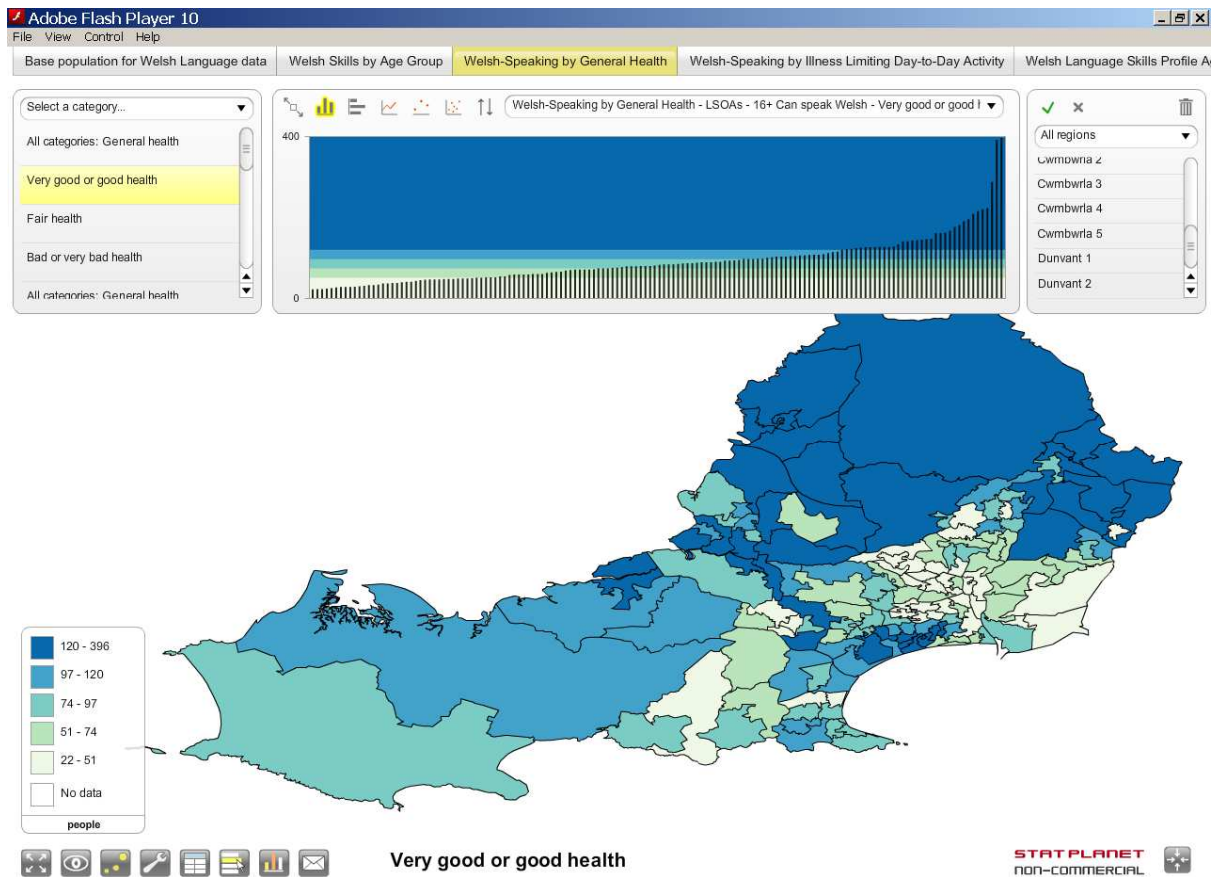 Adobe Flash Player 10
File View Control Help
Base population for Welsh Language data
Welsh Skills by Age Group
Welsh-Speaking by General Health
Welsh-Speaking by Illness Limiting Day-to-Day Activity
Welsh Language Skills Profile
Select a category...
All categories: General health
Very good or good health
Fair health
Bad or very bad health
All categories: General health
Welsh-Speaking by General Health - LSOAs - 16+ Can speak Welsh - Very good or good
400
0
All regions
Cwmbwrla 2
Cwmbwrla 3
Cwmbwrla 4
Cwmbwrla 5
Dunvant 1
Dunvant 2
120 - 396
97 - 120
74 - 97
51 - 74
22 - 51
No data
people
Very good or good health
STATPLANET
NON-COMMERCIAL